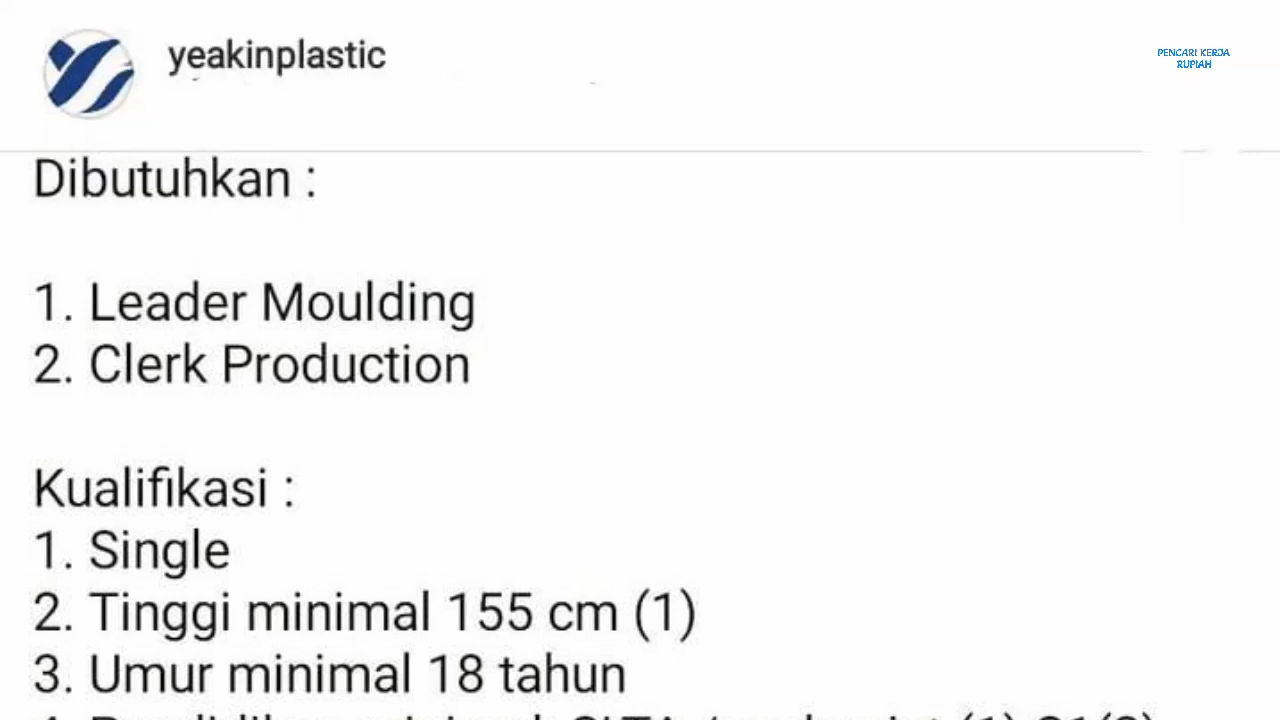 yeakinplastic
PENCARI KERJA
RUPIAH
Dibutuhkan :
1. Leader Moulding
2. Clerk Production
Kualifikasi :
1. Single
2. Tinggi minimal 155 cm (1)
3. Umur minimal 18 tahun